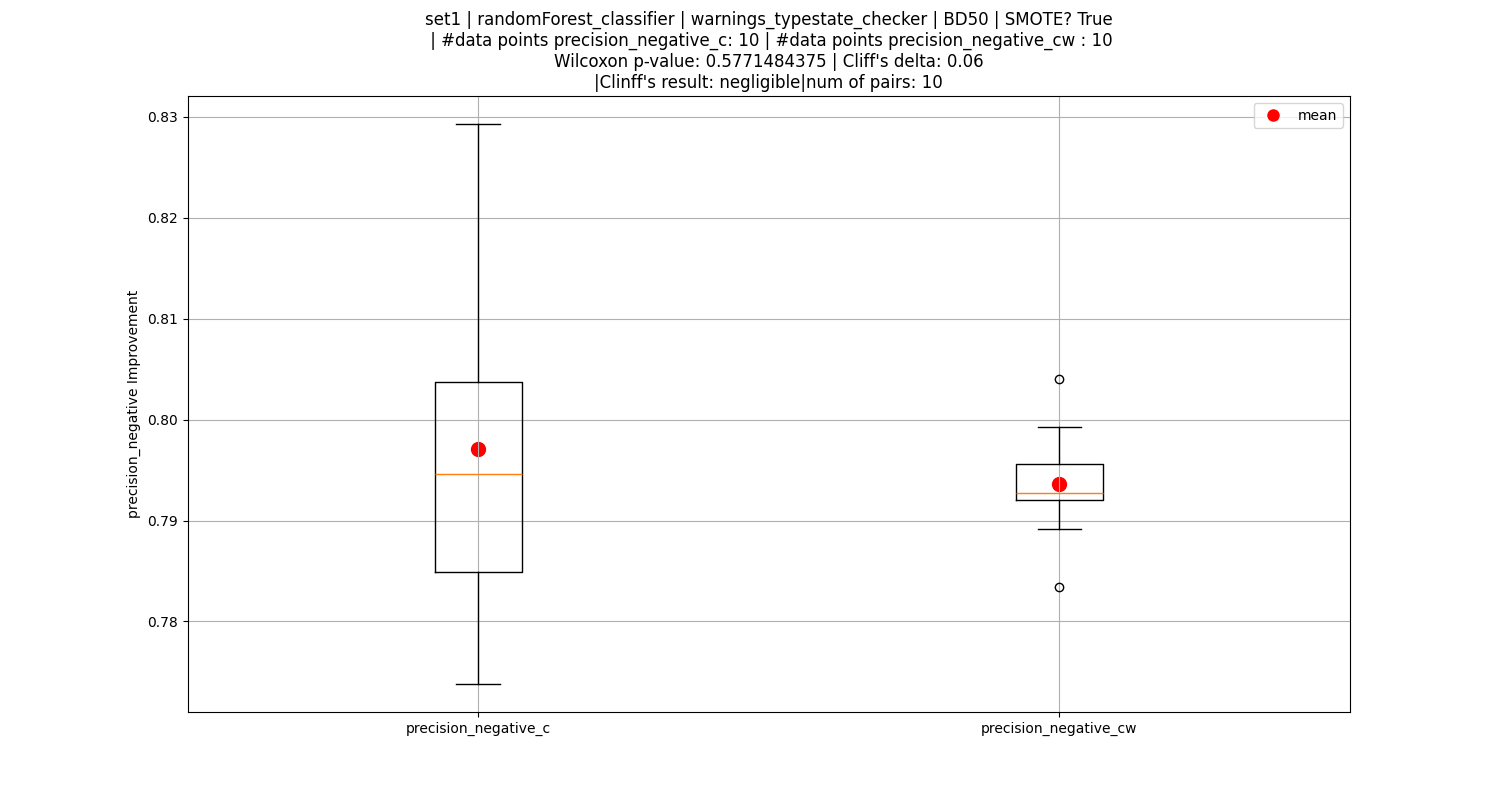 set1 | randomForest_classifier | warnings_typestate_checker | BD50 | SMOTE? True
| #data points precision_negative_c: 10 | #data points precision_negative_cw : 10
Wilcoxon p-value: 0.5771484375 | Cliff's delta: 0.06
|Clinff's result: negligible|num of pairs: 10
mean
0.83
0.82
0.81
0.80
0.79
0.78
precision_negative Improvement
precision_negative_c
precision_negative_cw